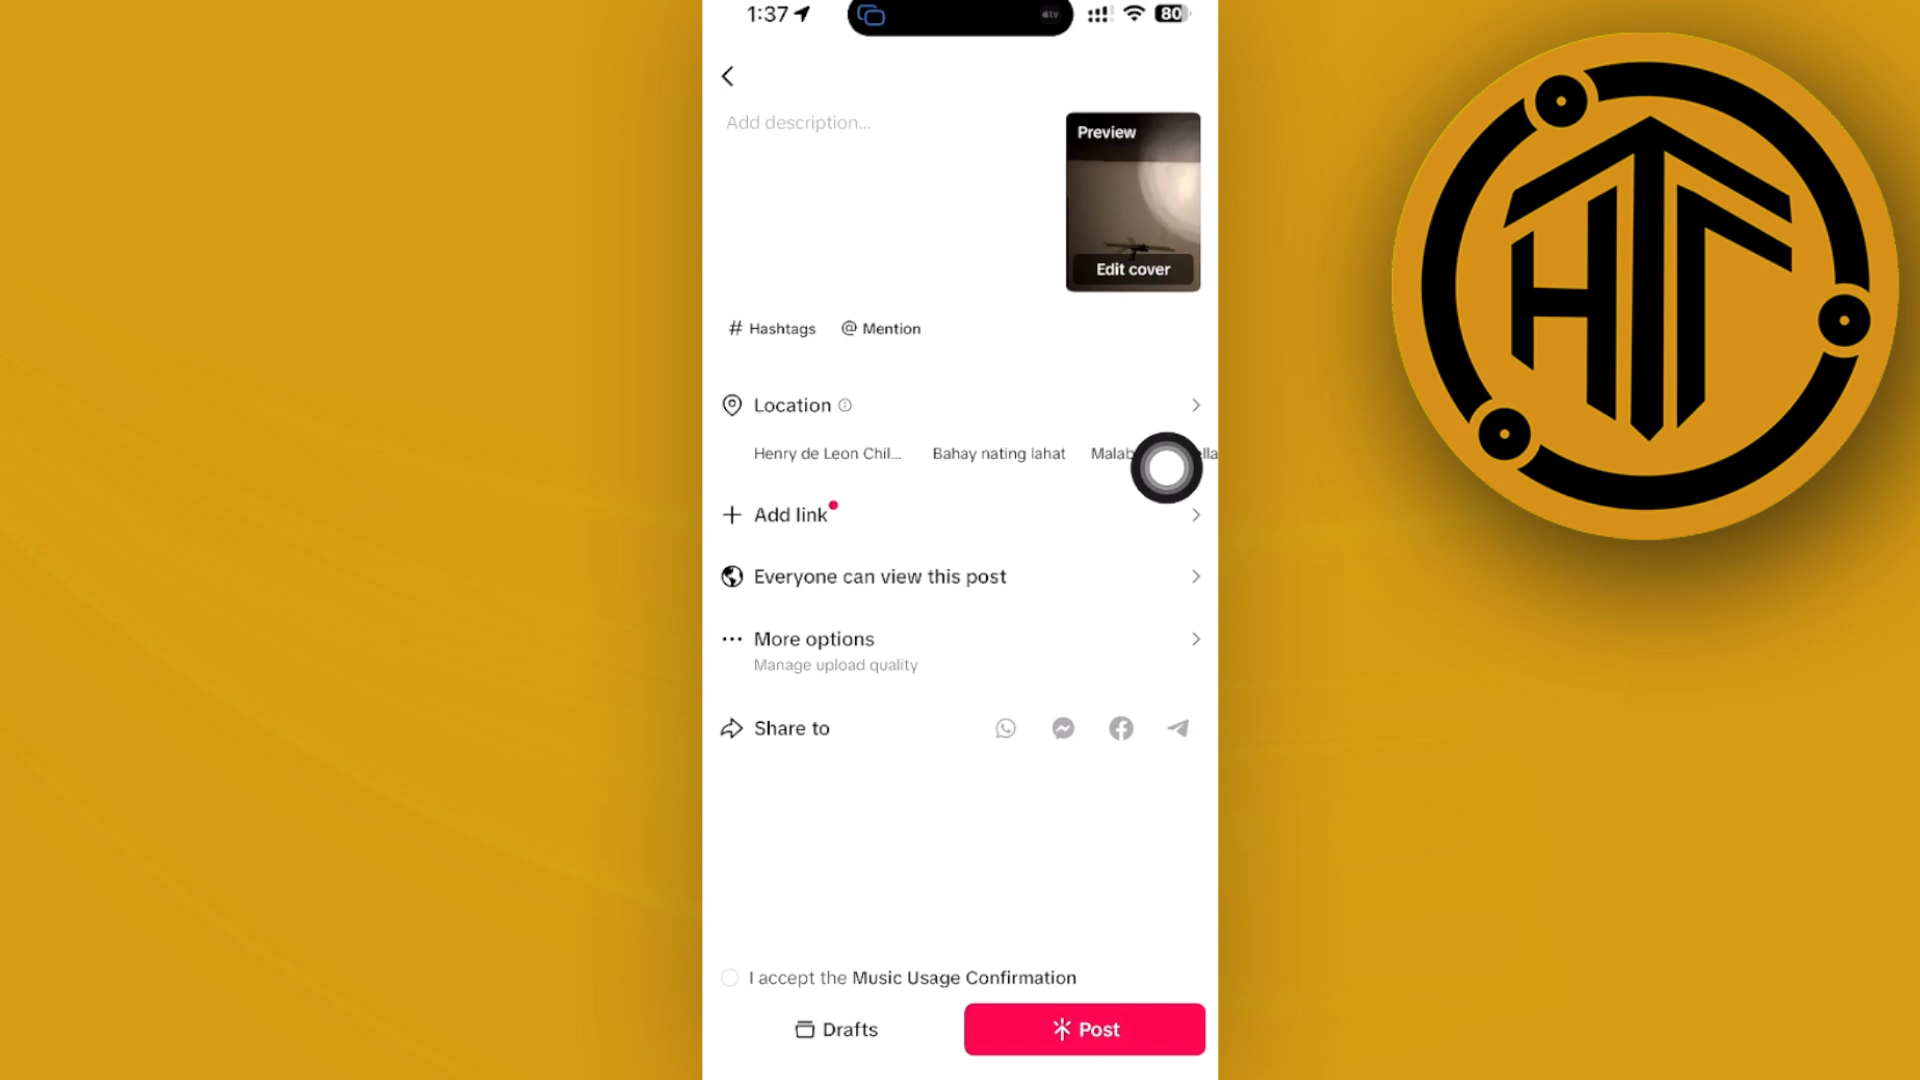 1:37
tv
80
Add description...
Preview
Edit cover
# Hashtags @ Mention
Location
Henry de Leon Chil... Bahay nating lahat
+ Add link
Everyone can view this post
... More options
Manage upload quality
Share to
I accept the Music Usage Confirmation
Drafts
Post
HT